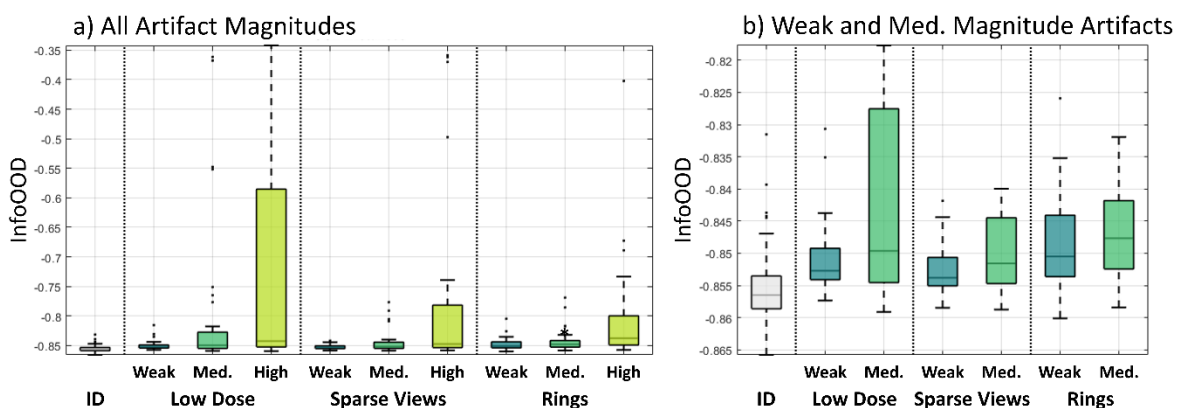 a) All Artifact Magnitudes
InfoOOD
-0.35
-0.4
-0.45
-0.5
-0.55
-0.6
-0.65
-0.7
-0.75
-0.8
-0.85
Weak Med. High Weak Med. High Weak Med. High
ID Low Dose Sparse Views Rings
b) Weak and Med. Magnitude Artifacts
InfoOOD
-0.82
-0.825
-0.83
-0.835
-0.84
-0.845
-0.850
-0.855
-0.86
-0.865
Weak Med. Weak Med. Weak Med.
ID Low Dose Sparse Views Rings